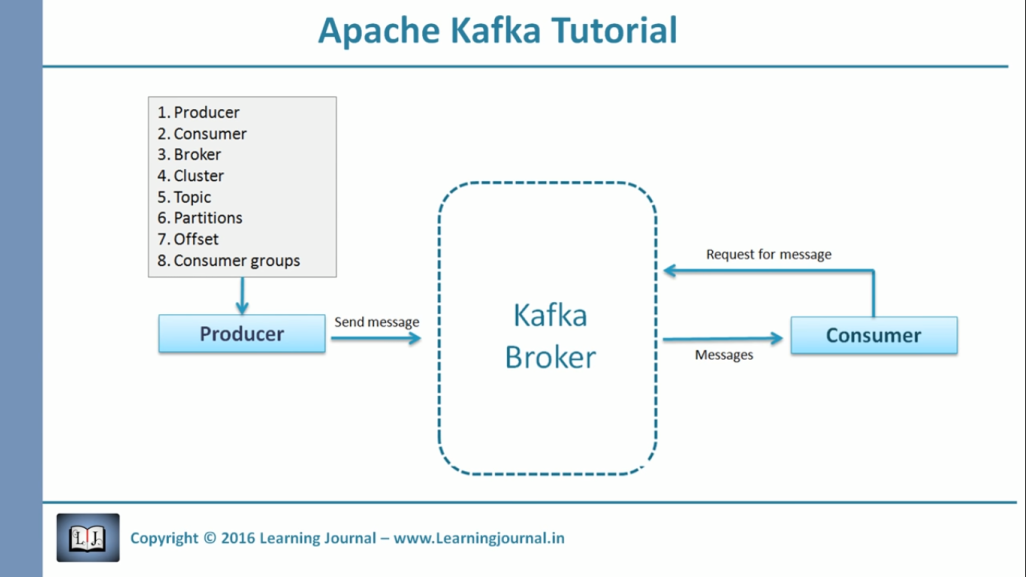 Apache Kafka Tutorial
1. Producer
2. Consumer
3. Broker
4. Cluster
5. Topic
6. Partitions
7. Offset
8. Consumer groups
Producer
Send message
Kafka
Broker
Request for message
Messages
Consumer
LJ
Copyright © 2016 Learning Journal – www.Learningjournal.in